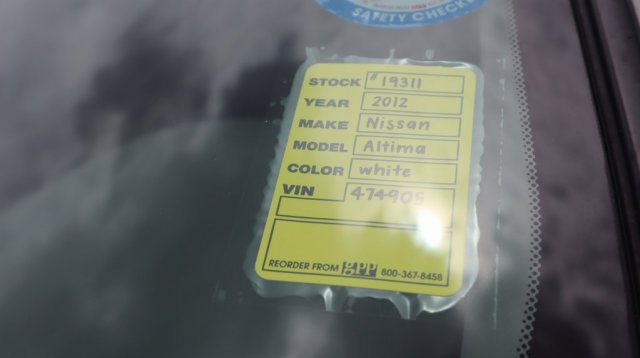 SAFETY CHECK
STOCK #19311
YEAR 2012
MAKE Nissan
MODEL Altima
COLOR white
VIN 474905
REORDER FROM gpp 800-367-8458